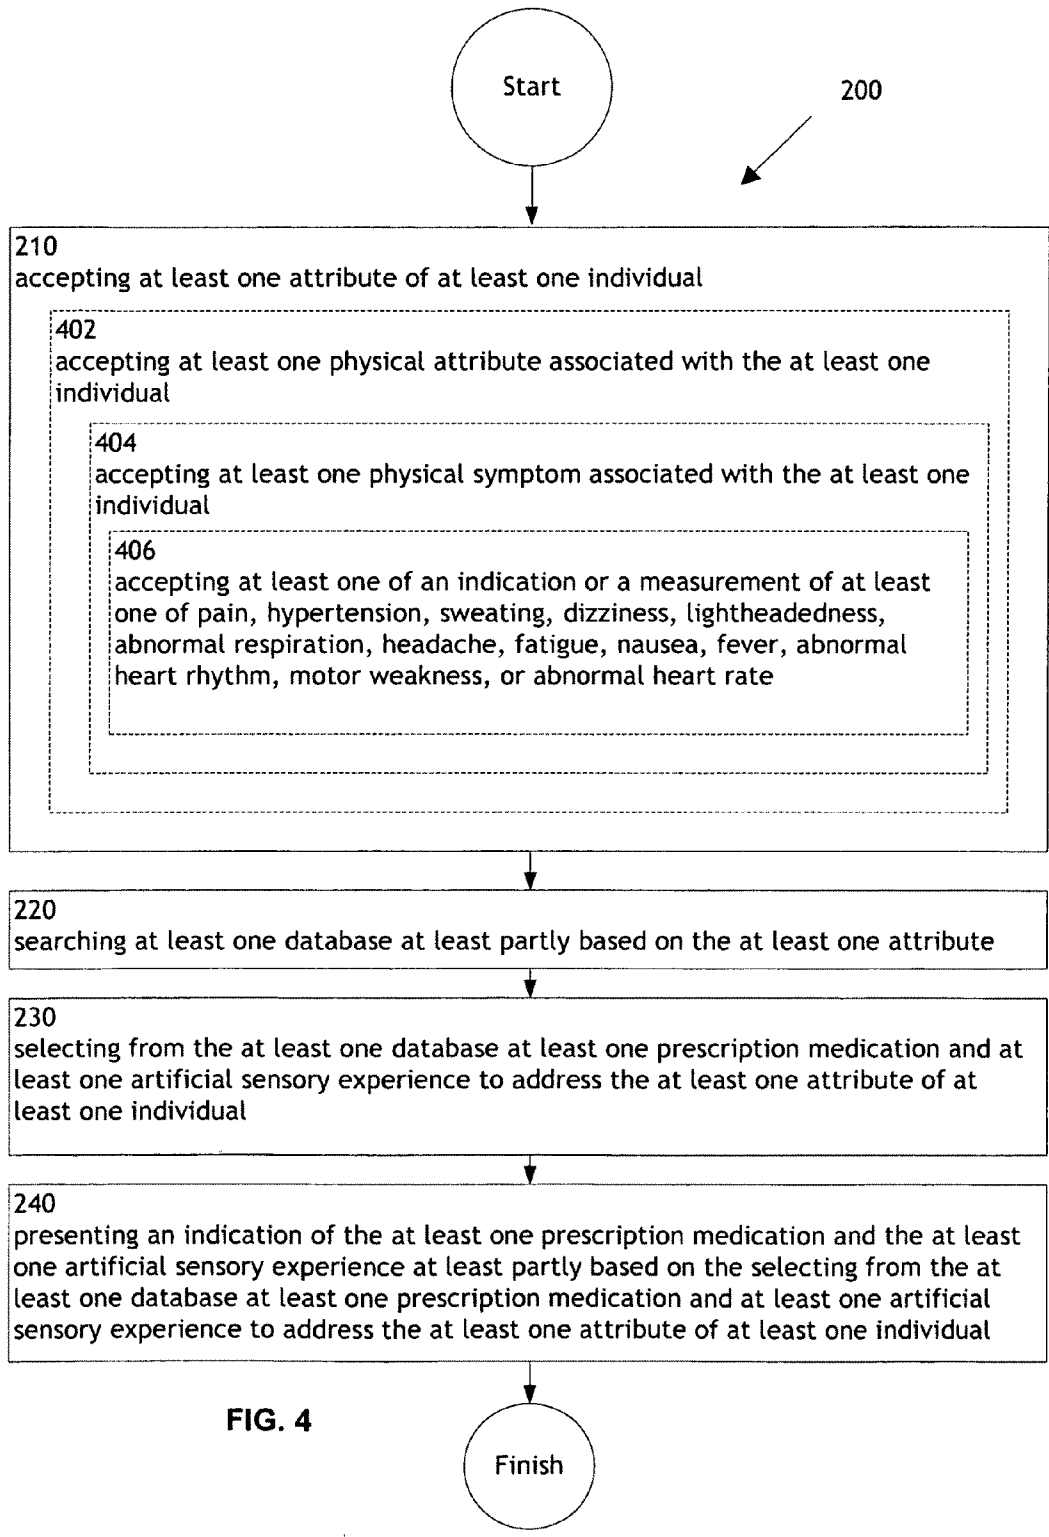 Start
200
210
accepting at least one attribute of at least one individual
402
accepting at least one physical attribute associated with the at least one
individual
404
accepting at least one physical symptom associated with the at least one
individual
406
accepting at least one of an indication or a measurement of at least
one of pain, hypertension, sweating, dizziness, lightheadedness,
abnormal respiration, headache, fatigue, nausea, fever, abnormal
heart rhythm, motor weakness, or abnormal heart rate
220
searching at least one database at least partly based on the at least one attribute
230
selecting from the at least one database at least one prescription medication and at
least one artificial sensory experience to address the at least one attribute of at
least one individual
240
presenting an indication of the at least one prescription medication and the at least
one artificial sensory experience at least partly based on the selecting from the at
least one database at least one prescription medication and at least one artificial
sensory experience to address the at least one attribute of at least one individual
FIG. 4
Finish